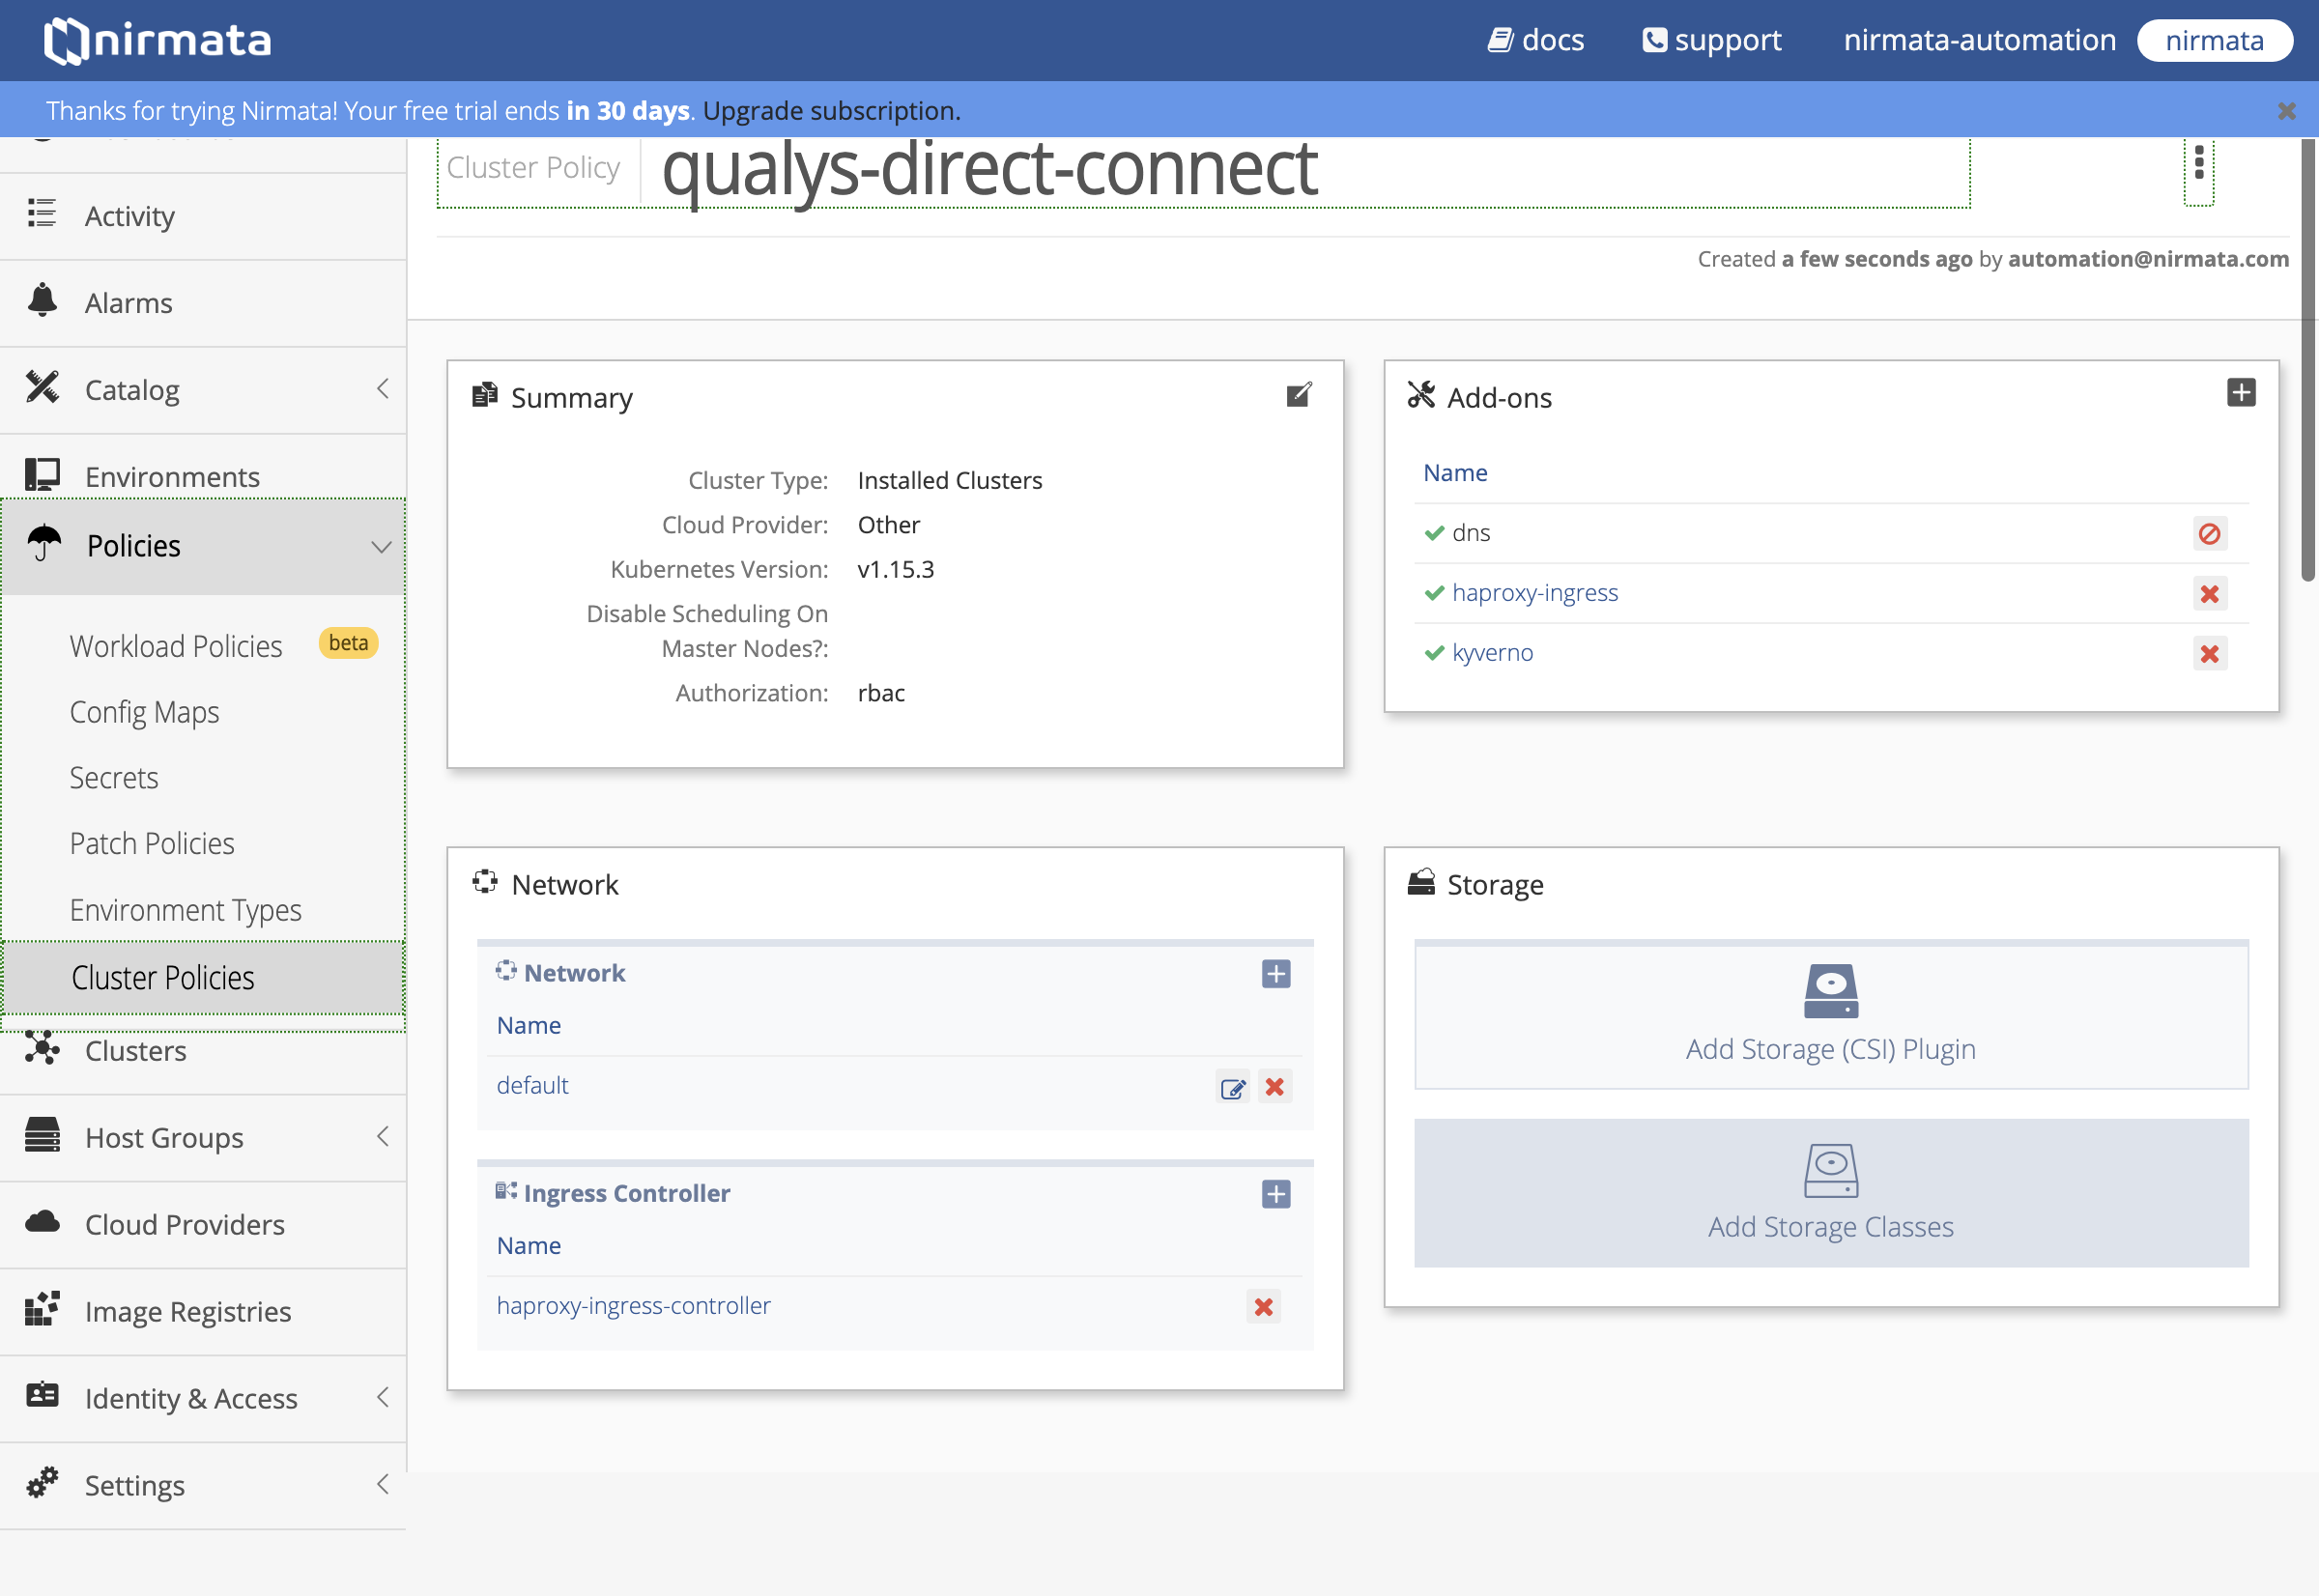 nirmata
docs
support
nirmata-automation
nirmata
Thanks for trying Nirmata! Your free trial ends in 30 days. Upgrade subscription.
Activity
Alarms
Catalog
Environments
Policies
Workload Policies beta
Config Maps
Secrets
Patch Policies
Environment Types
Cluster Policies
Clusters
Host Groups
Cloud Providers
Image Registries
Identity & Access
Settings
Cluster Policy qualys-direct-connect
Created a few seconds ago by automation@nirmata.com
Summary
Cluster Type: Installed Clusters
Cloud Provider: Other
Kubernetes Version: v1.15.3
Disable Scheduling On
Master Nodes?:
Authorization: rbac
Add-ons
Name
dns
haproxy-ingress
kyverno
Network
Network
Name
default
Ingress Controller
Name
haproxy-ingress-controller
Storage
Add Storage (CSI) Plugin
Add Storage Classes